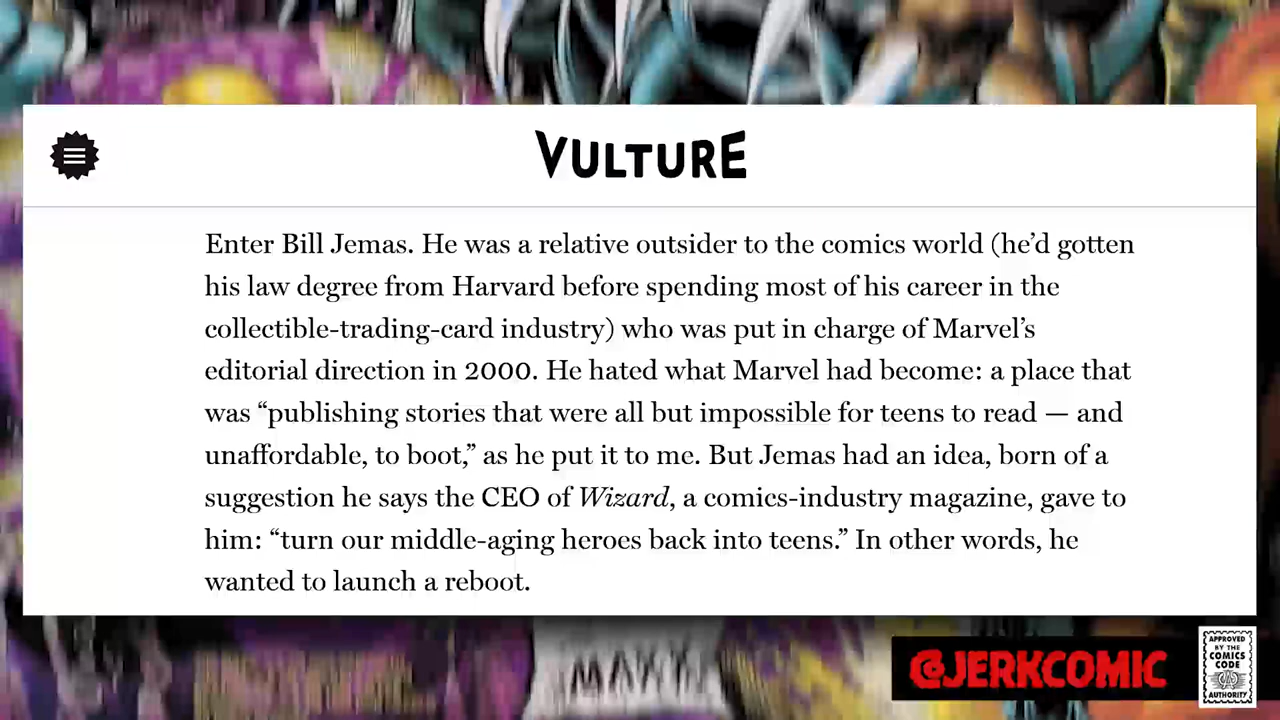 VULTURE
Enter Bill Jemas. He was a relative outsider to the comics world (he’d gotten
his law degree from Harvard before spending most of his career in the
collectible-trading-card industry) who was put in charge of Marvel’s
editorial direction in 2000. He hated what Marvel had become: a place that
was “publishing stories that were all but impossible for teens to read — and
unaffordable, to boot,” as he put it to me. But Jemas had an idea, born of a
suggestion he says the CEO of Wizard, a comics-industry magazine, gave to
him: “turn our middle-aging heroes back into teens.” In other words, he
wanted to launch a reboot.
MAXX
@JERKCOMIC
APPROVED
BY THE
COMICS
CODE
AUTHORITY